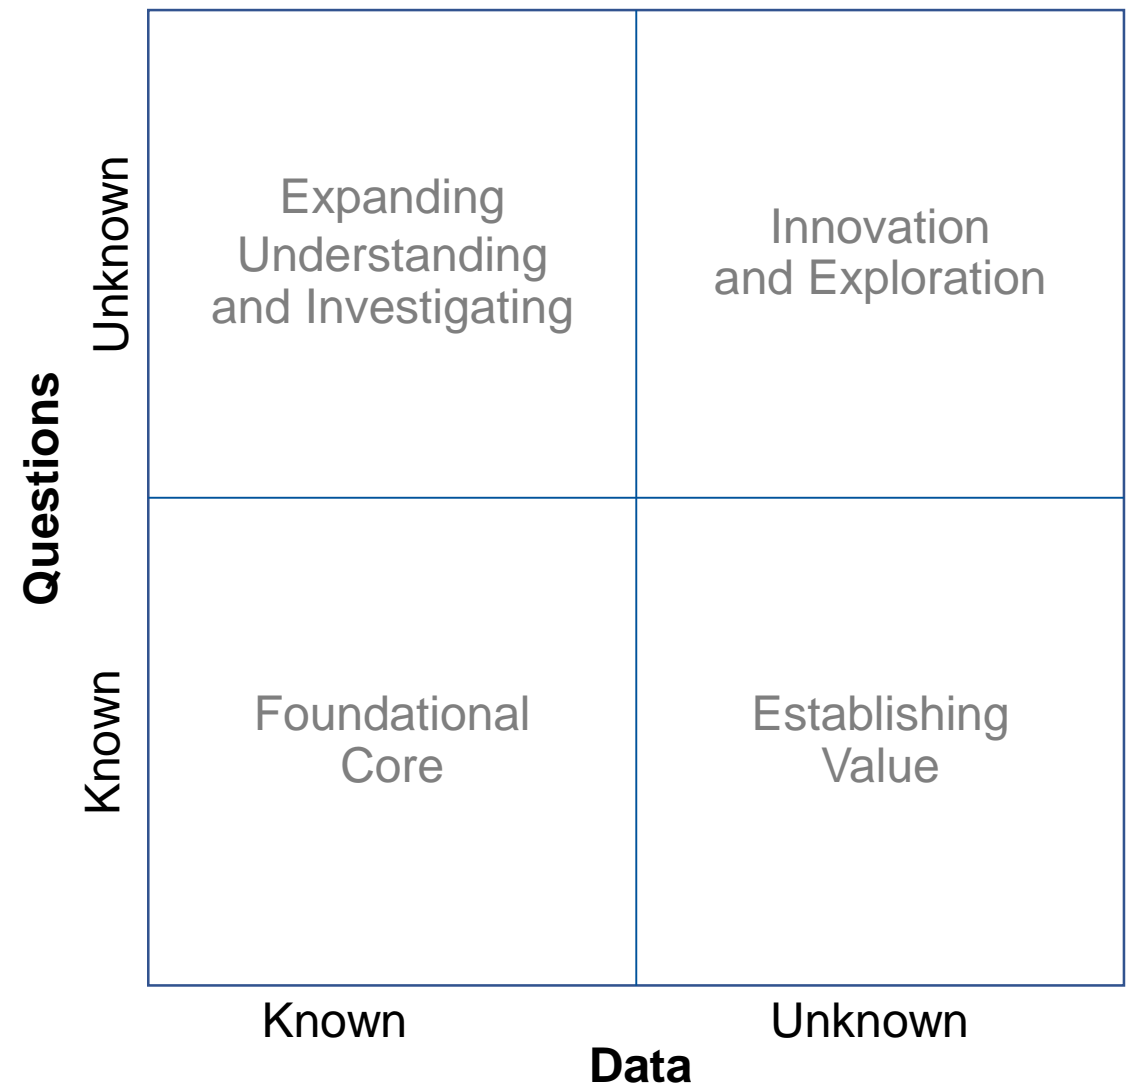 Questions
Unknown
Expanding
Understanding
and Investigating
Innovation
and Exploration
Known
Foundational
Core
Establishing
Value
Known
Unknown
Data